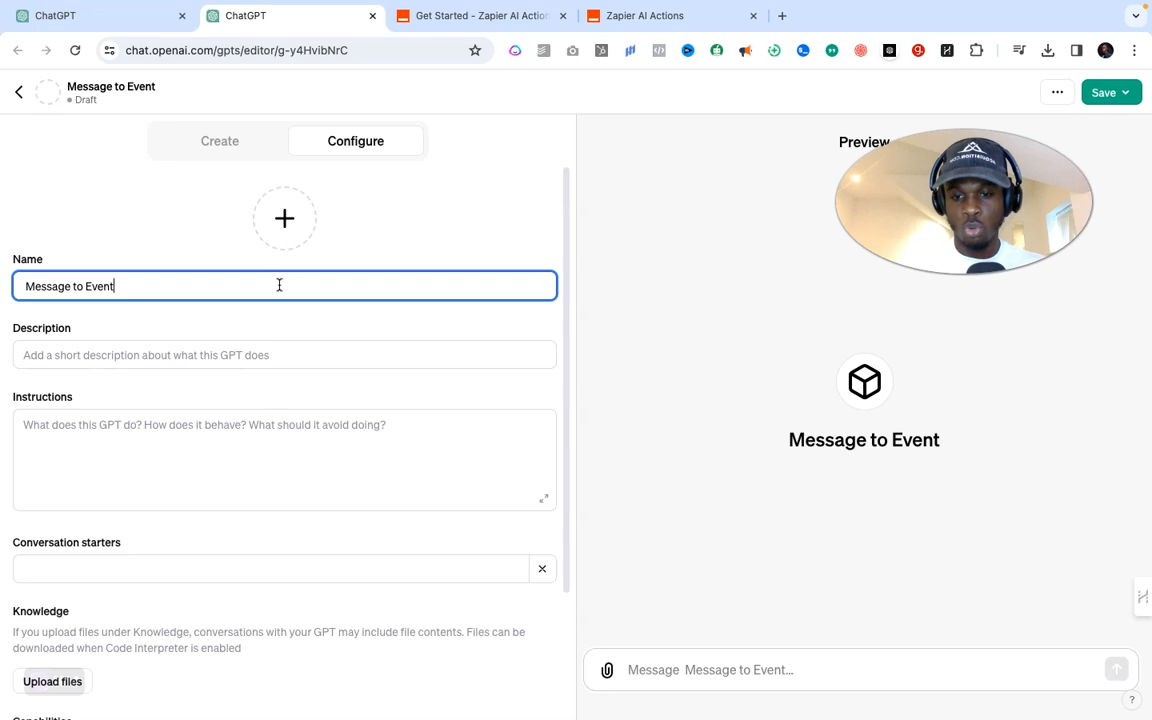 ChatGPT
ChatGPT
Get Started - Zapier AI Action
Zapier AI Actions
chat.openai.com/gpts/editor/g-y4HvibNrC
Message to Event
Draft
Save
Create
Configure
Preview
Name
Message to Event
Description
Add a short description about what this GPT does
Instructions
What does this GPT do? How does it behave? What should it avoid doing?
Message to Event
Conversation starters
Knowledge
If you upload files under Knowledge, conversations with your GPT may include file contents. Files can be
downloaded when Code Interpreter is enabled
Upload files
Message Message to Event...
?